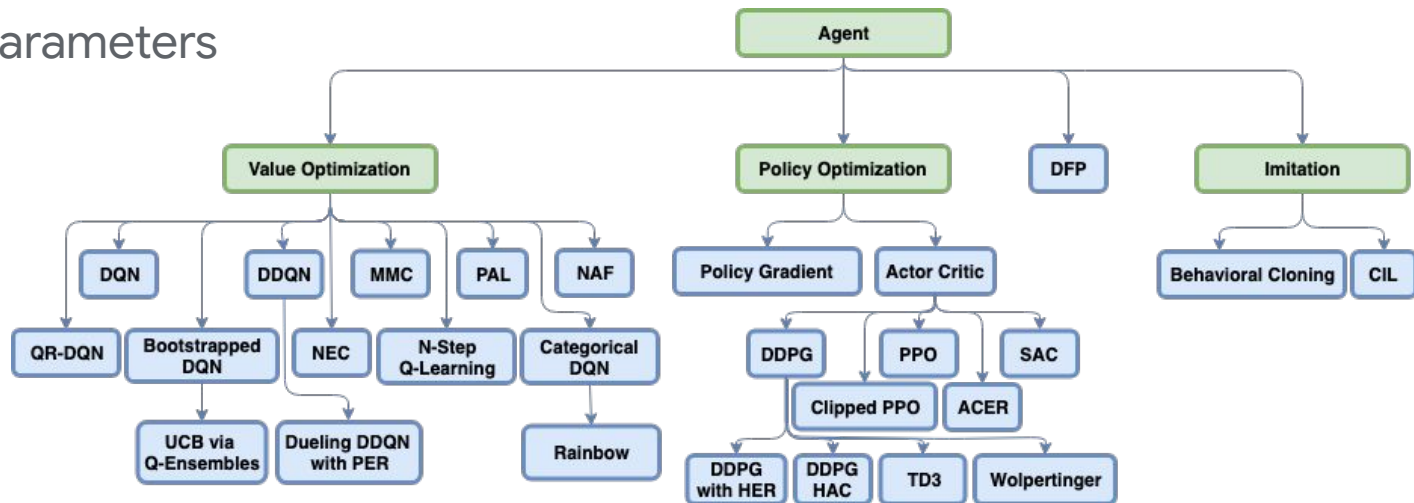 arameters
Agent
Value Optimization
Policy Optimization
DFP
Imitation
DQN
DDQN
MMC
PAL
NAF
Policy Gradient
Actor Critic
Behavioral Cloning
CIL
QR-DQN
Bootstrapped
DQN
NEC
N-Step
Q-Learning
Categorical
DQN
DDPG
PPO
SAC
Clipped PPO
ACER
UCB via
Q-Ensembles
Dueling DDQN
with PER
Rainbow
DDPG
with HER
DDPG
HAC
TD3
Wolpertinger